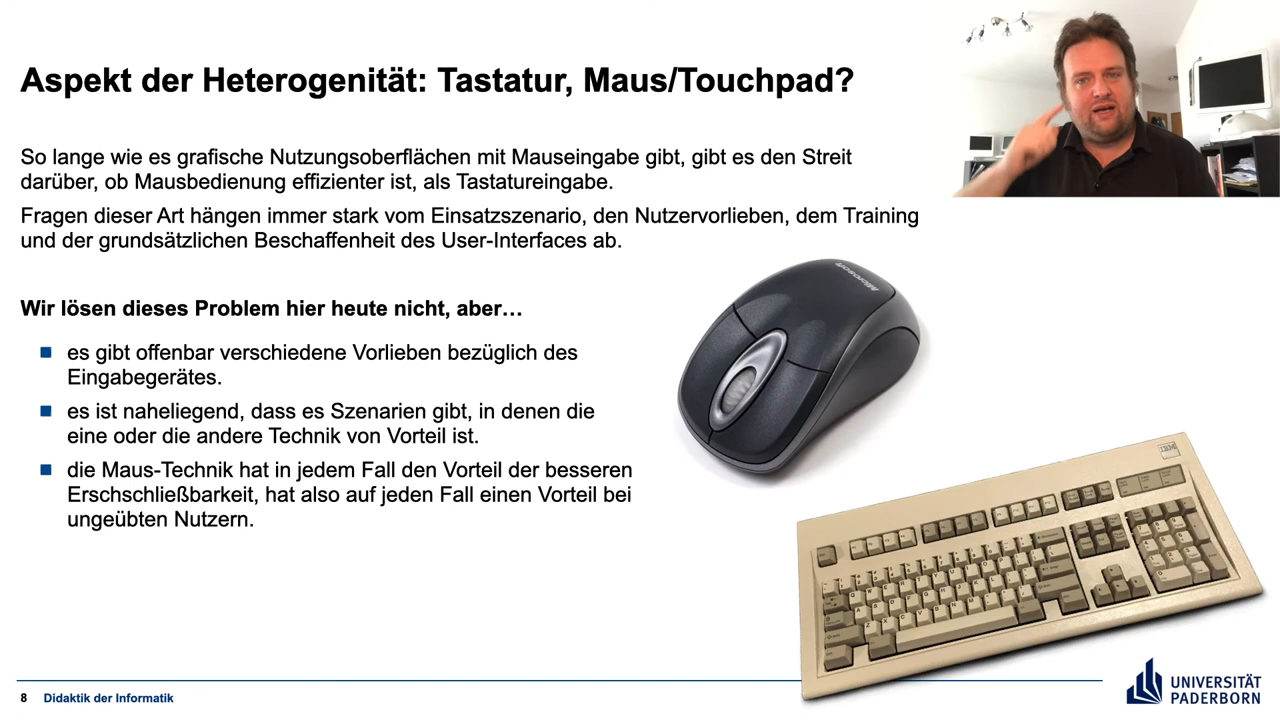 Aspekt der Heterogenität: Tastatur, Maus/Touchpad?
So lange wie es grafische Nutzungsoberflächen mit Mauseingabe gibt, gibt es den Streit
darüber, ob Mausbedienung effizienter ist, als Tastatureingabe.
Fragen dieser Art hängen immer stark vom Einsatzszenario, den Nutzervorlieben, dem Training
und der grundsätzlichen Beschaffenheit des User-Interfaces ab.
Wir lösen dieses Problem hier heute nicht, aber…
es gibt offenbar verschiedene Vorlieben bezüglich des
Eingabegerätes.
es ist naheliegend, dass es Szenarien gibt, in denen die
eine oder die andere Technik von Vorteil ist.
die Maus-Technik hat in jedem Fall den Vorteil der besseren
Erschschließbarkeit, hat also auf jeden Fall einen Vorteil bei
ungeübten Nutzern.
Microsoft
IBM
8 Didaktik der Informatik
UNIVERSITÄT
PADERBORN